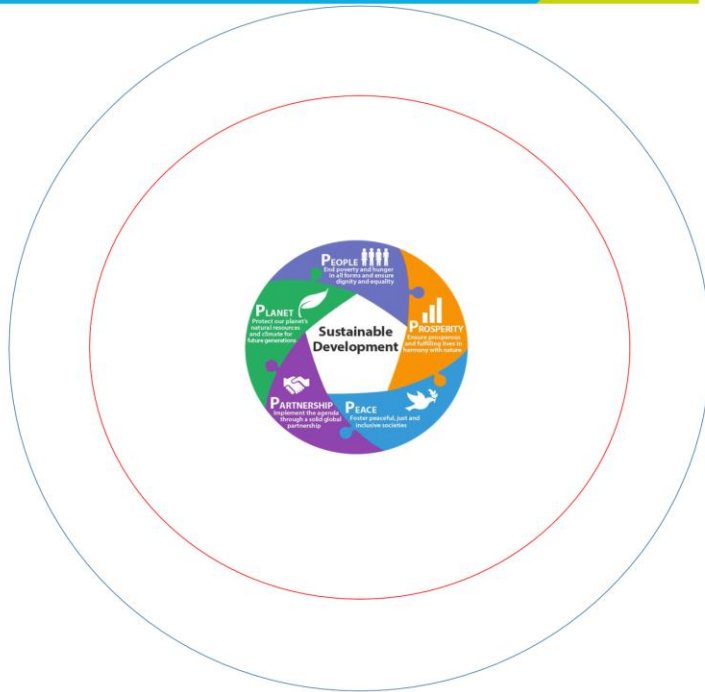 PEOPLE
End poverty and hunger
in all forms and ensure
dignity and equality
PROSPERITY
Ensure prosperous
and fulfilling lives in
harmony with nature
PEACE
Foster peaceful, just and
inclusive societies
PARTNERSHIP
Implement the agenda
through a solid global
partnership
PLANET
Protect our planet's
natural resources
and climate for
future generations
Sustainable
Development